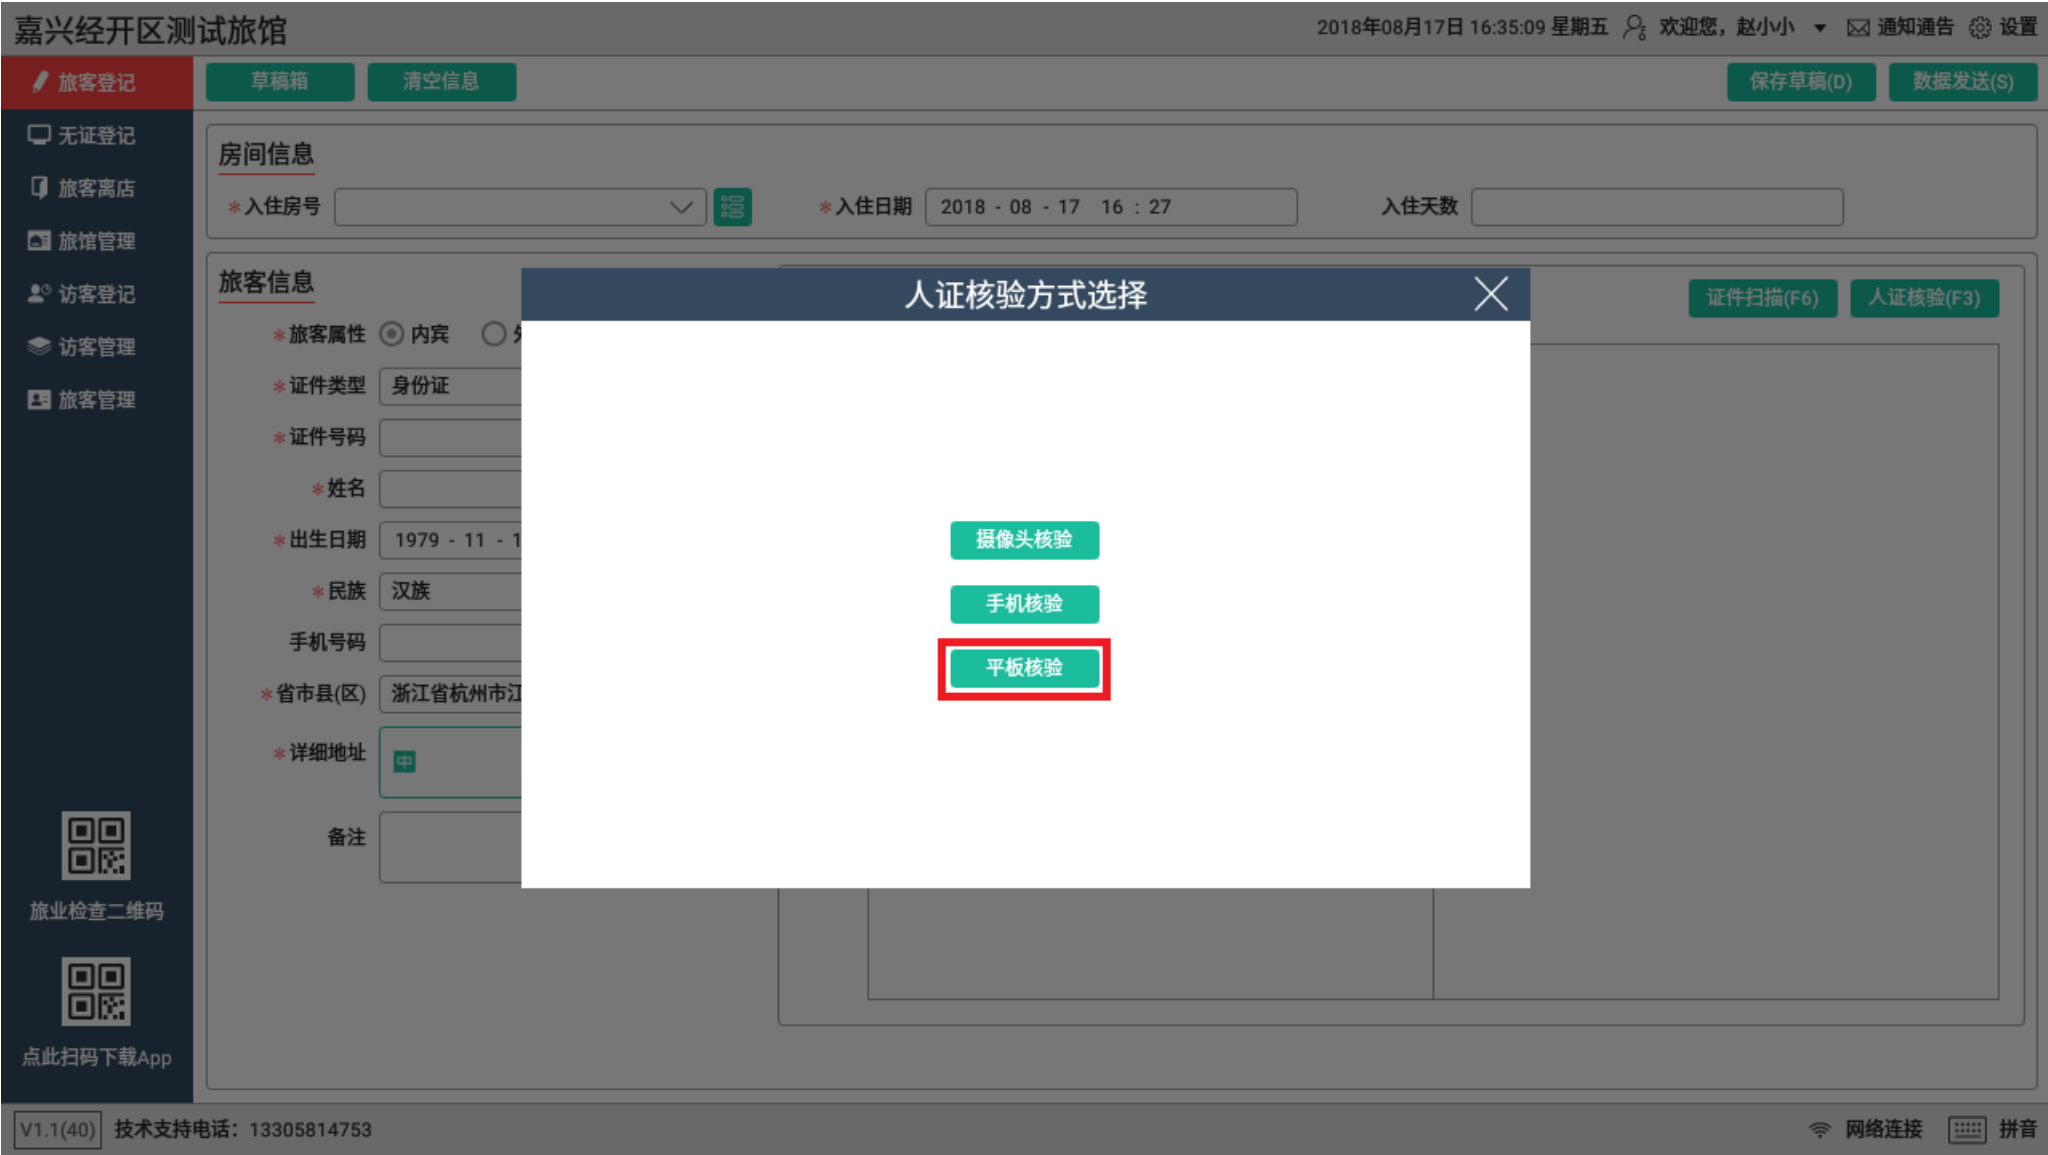 嘉兴经开区测试旅馆
2018年08月17日 16:35:09 星期五 欢迎您，赵小小 通知通告 设置
旅客登记
草稿箱 清空信息 保存草稿(D) 数据发送(S)
无证登记
旅客离店
旅馆管理
访客登记
访客管理
旅客管理
房间信息
*入住房号 *入住日期 2018 - 08 - 17 16 : 27 入住天数
旅客信息
证件扫描(F6) 人证核验(F3)
*旅客属性 内宾
*证件类型 身份证
*证件号码
*姓名
*出生日期 1979 - 11 - 1
*民族 汉族
手机号码
*省市县(区) 浙江省杭州市江
*详细地址 中
备注
人证核验方式选择
摄像头核验
手机核验
平板核验
旅业检查二维码
点此扫码下载App
V1.1(40) 技术支持电话：13305814753 网络连接 拼音